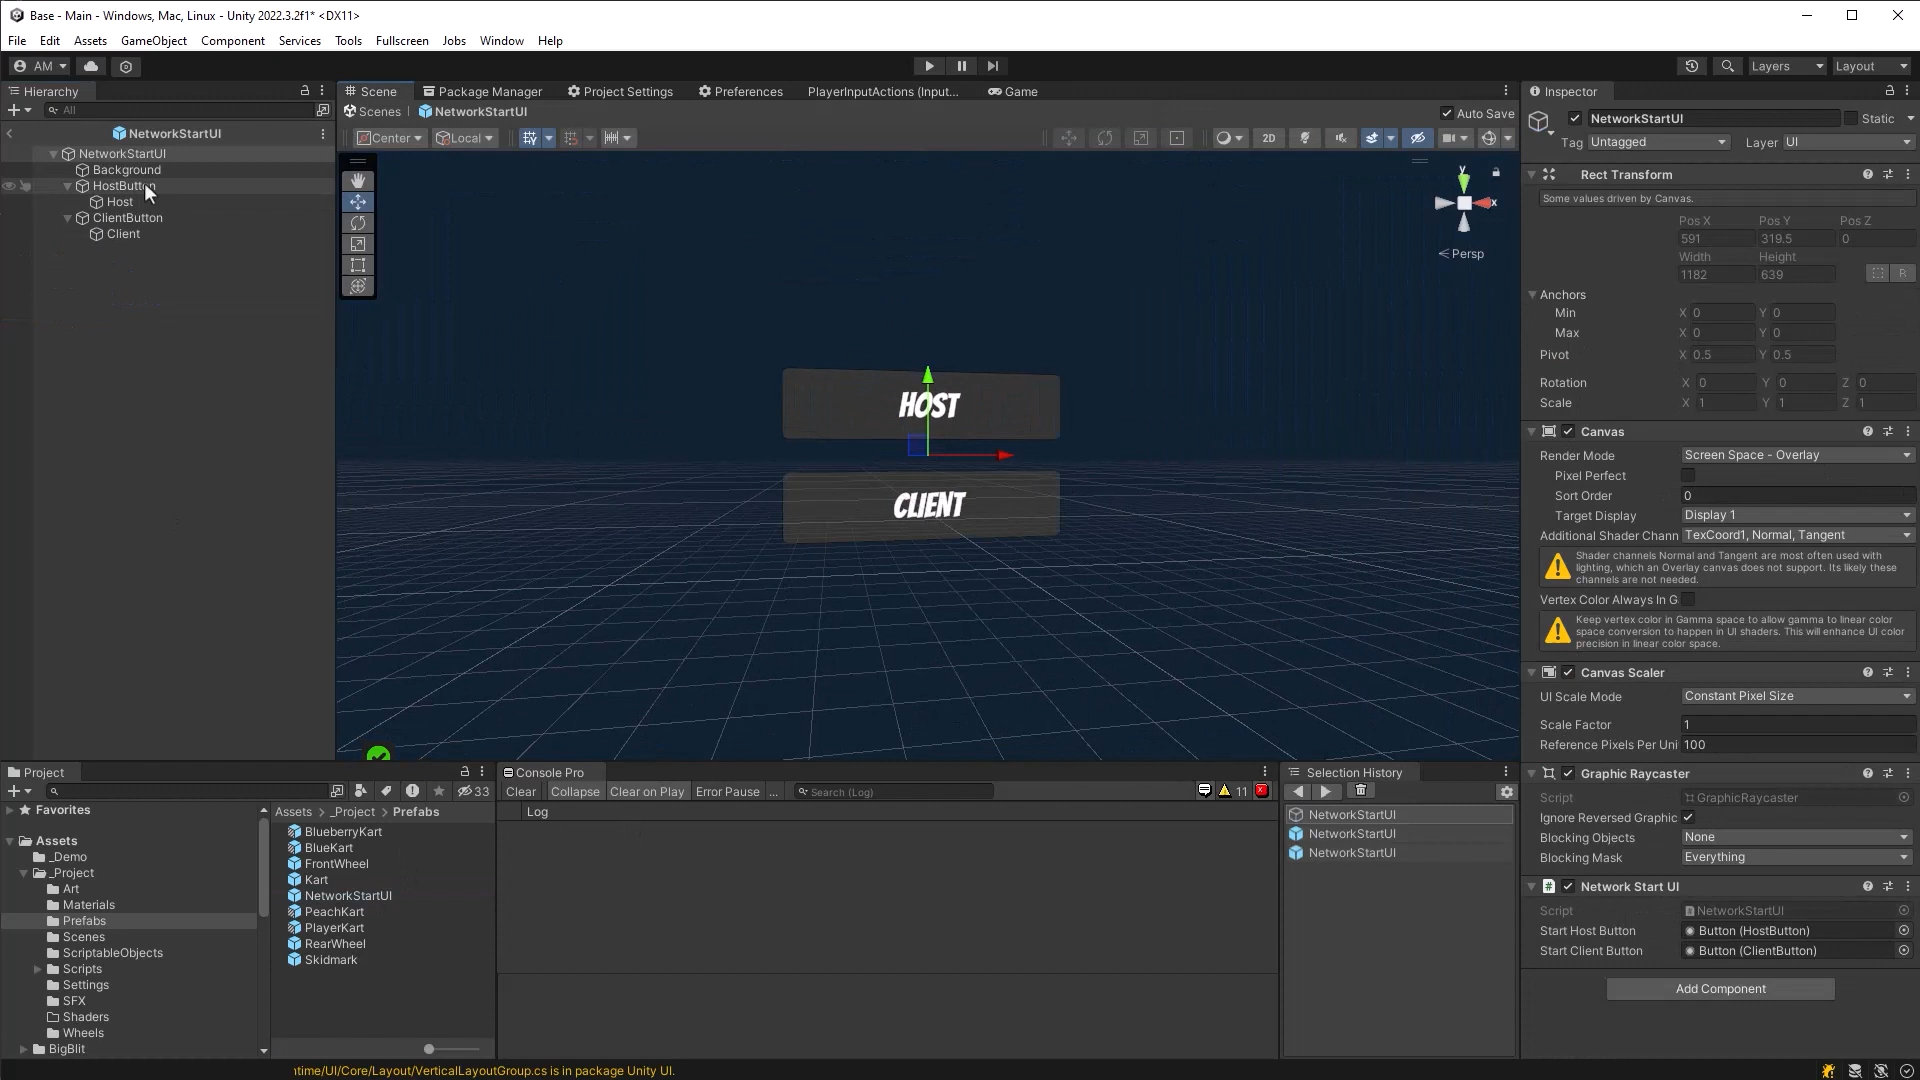 Base - Main - Windows, Mac, Linux - Unity 2022.3.2f1* <DX11>
File Edit Assets GameObject Component Services Tools Fullscreen Jobs Window Help
AM
Layers Layout
Hierarchy
All
NetworkStartUI
NetworkStartUI
Background
HostButton
Host
ClientButton
Client
Scene Package Manager Project Settings Preferences PlayerInputActions (Input... Game
Scenes NetworkStartUI Auto Save
Center Local 2D
y
x
Persp
HOST
CLIENT
Inspector
NetworkStartUI Static
Tag Untagged Layer UI
Rect Transform
Some values driven by Canvas.
Pos X Pos Y Pos Z
591 319.5 0
Width Height
1182 639 R
Anchors
Min X 0 Y 0
Max X 0 Y 0
Pivot X 0.5 Y 0.5
Rotation X 0 Y 0 Z 0
Scale X 1 Y 1 Z 1
Canvas
Render Mode Screen Space - Overlay
Pixel Perfect
Sort Order 0
Target Display Display 1
Additional Shader Chann TexCoord1, Normal, Tangent
Shader channels Normal and Tangent are most often used with
lighting, which an Overlay canvas does not support. Its likely these
channels are not needed.
Vertex Color Always In G
Keep vertex color in Gamma space to allow gamma to linear color
space conversion to happen in UI shaders. This will enhance UI color
precision in linear color space.
Canvas Scaler
UI Scale Mode Constant Pixel Size
Scale Factor 1
Reference Pixels Per Uni 100
Graphic Raycaster
Script GraphicRaycaster
Ignore Reversed Graphic
Blocking Objects None
Blocking Mask Everything
Network Start UI
Script NetworkStartUI
Start Host Button Button (HostButton)
Start Client Button Button (ClientButton)
Add Component
Project
33
Favorites
Assets
_Demo
_Project
Art
Materials
Prefabs
Scenes
ScriptableObjects
Scripts
Settings
SFX
Shaders
Wheels
BigBlit
Assets > _Project > Prefabs
BlueberryKart
BlueKart
FrontWheel
Kart
NetworkStartUI
PeachKart
PlayerKart
RearWheel
Skidmark
Console Pro
Clear Collapse Clear on Play Error Pause ... Search (Log) 11
Log
Selection History
NetworkStartUI
NetworkStartUI
NetworkStartUI
ntime/UI/Core/Layout/VerticalLayoutGroup.cs is in package Unity UI.